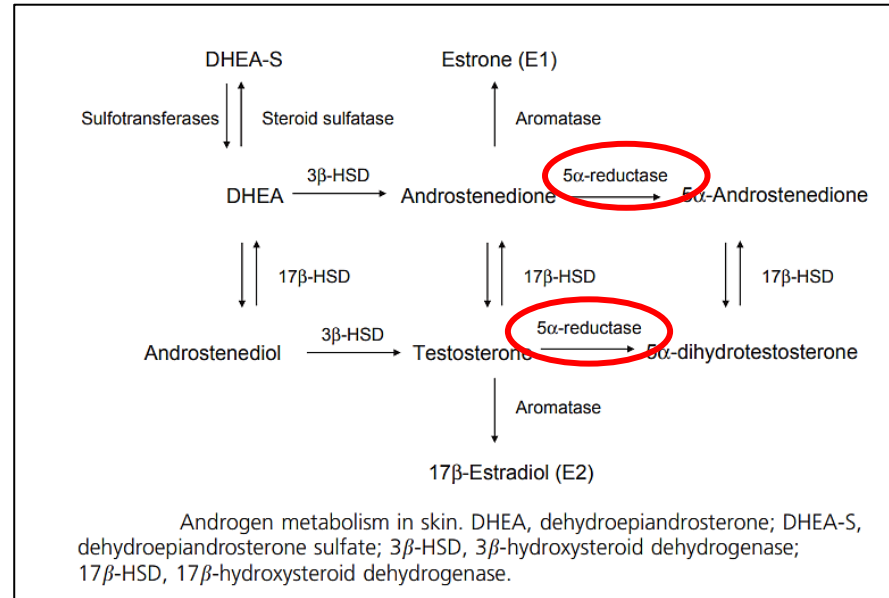 DHEA-S Estrone (E1)
Sulfotransferases Steroid sulfatase Aromatase
3β-HSD 5α-reductase
DHEA Androstenedione 5α-Androstenedione
17β-HSD 17β-HSD 17β-HSD
3β-HSD 5α-reductase
Androstenediol Testosterone 5α-dihydrotestosterone
Aromatase
17β-Estradiol (E2)
Androgen metabolism in skin. DHEA, dehydroepiandrosterone; DHEA-S,
dehydroepiandrosterone sulfate; 3β-HSD, 3β-hydroxysteroid dehydrogenase;
17β-HSD, 17β-hydroxysteroid dehydrogenase.